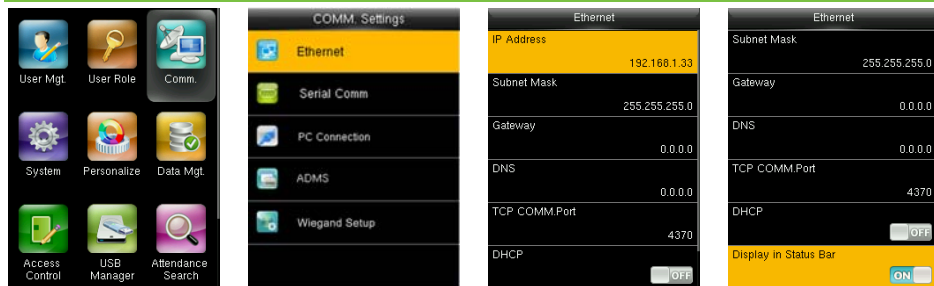 User Mgt.
User Role
Comm.
System
Personalize
Data Mgt.
Access
Control
USB
Manager
Attendance
Search
COMM. Settings
Ethernet
Serial Comm
PC Connection
ADMS
Wiegand Setup
Ethernet
IP Address
192.168.1.33
Subnet Mask
255.255.255.0
Gateway
0.0.0.0
DNS
0.0.0.0
TCP COMM.Port
4370
DHCP
OFF
Ethernet
Subnet Mask
255.255.255.0
Gateway
0.0.0.0
DNS
0.0.0.0
TCP COMM.Port
4370
DHCP
OFF
Display in Status Bar
ON